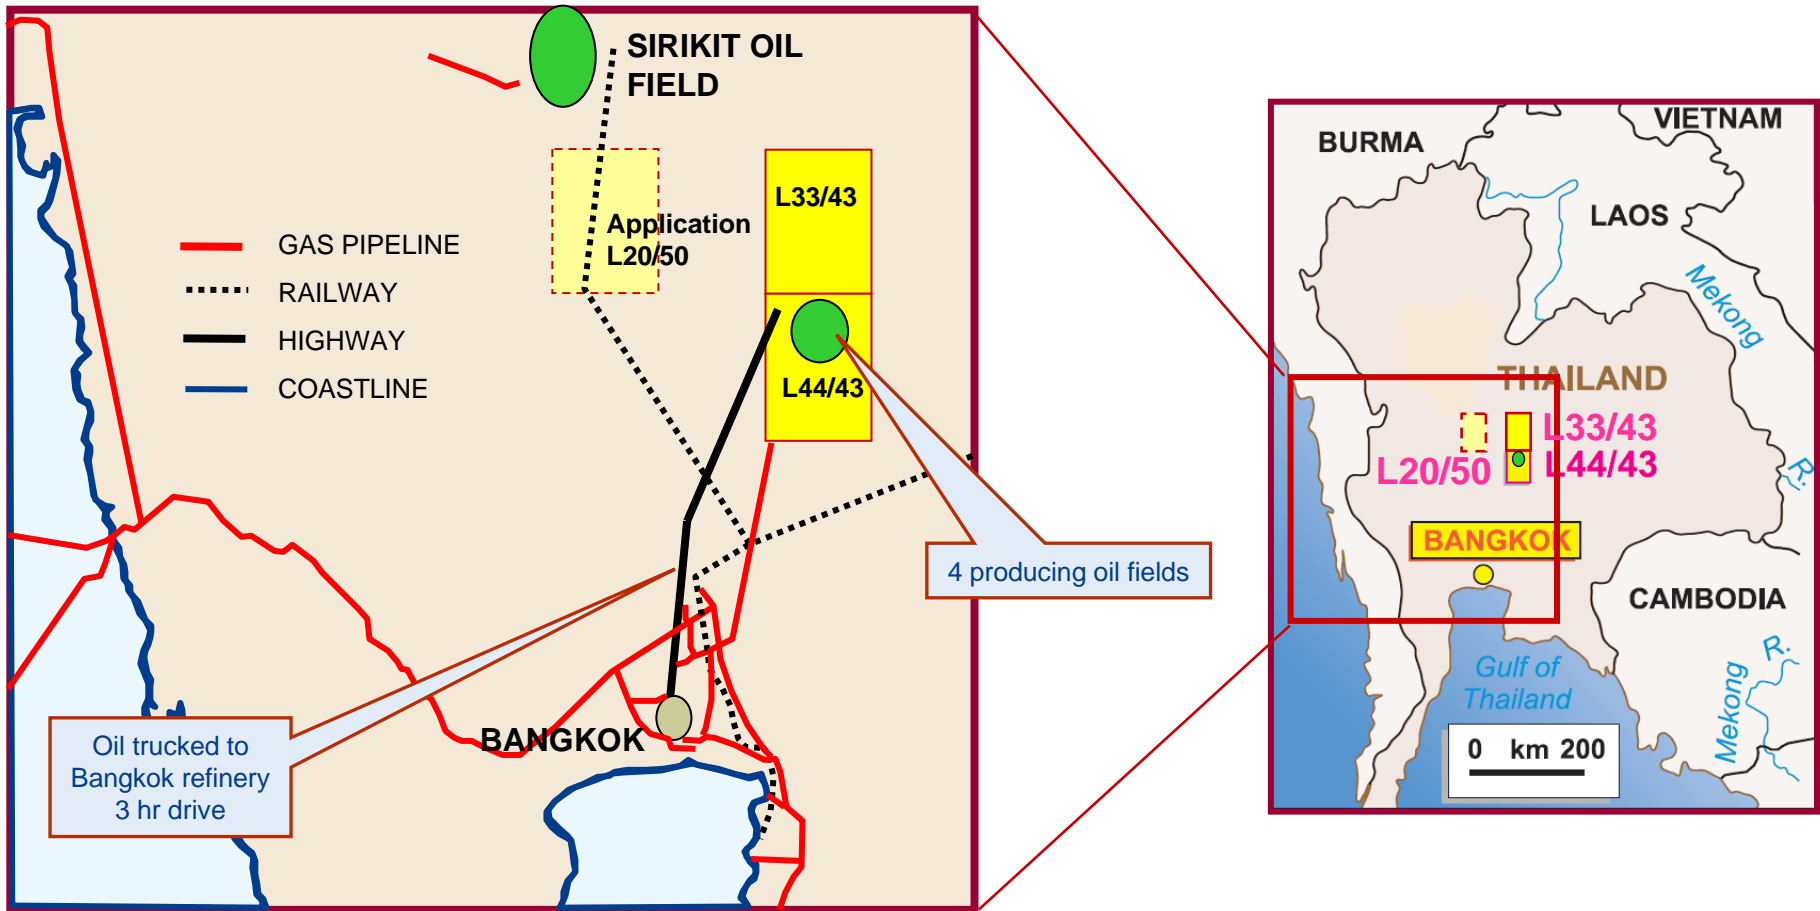 SIRIKIT OIL
FIELD
L33/43
Application
L20/50
GAS PIPELINE
RAILWAY
HIGHWAY
COASTLINE
L44/43
4 producing oil fields
BANGKOK
Oil trucked to
Bangkok refinery
3 hr drive
VIETNAM
BURMA
LAOS
Mekong
THAILAND
L33/43
L20/50
L44/43
R.
BANGKOK
CAMBODIA
Gulf of
Thailand
R.
Mekong
0 km 200